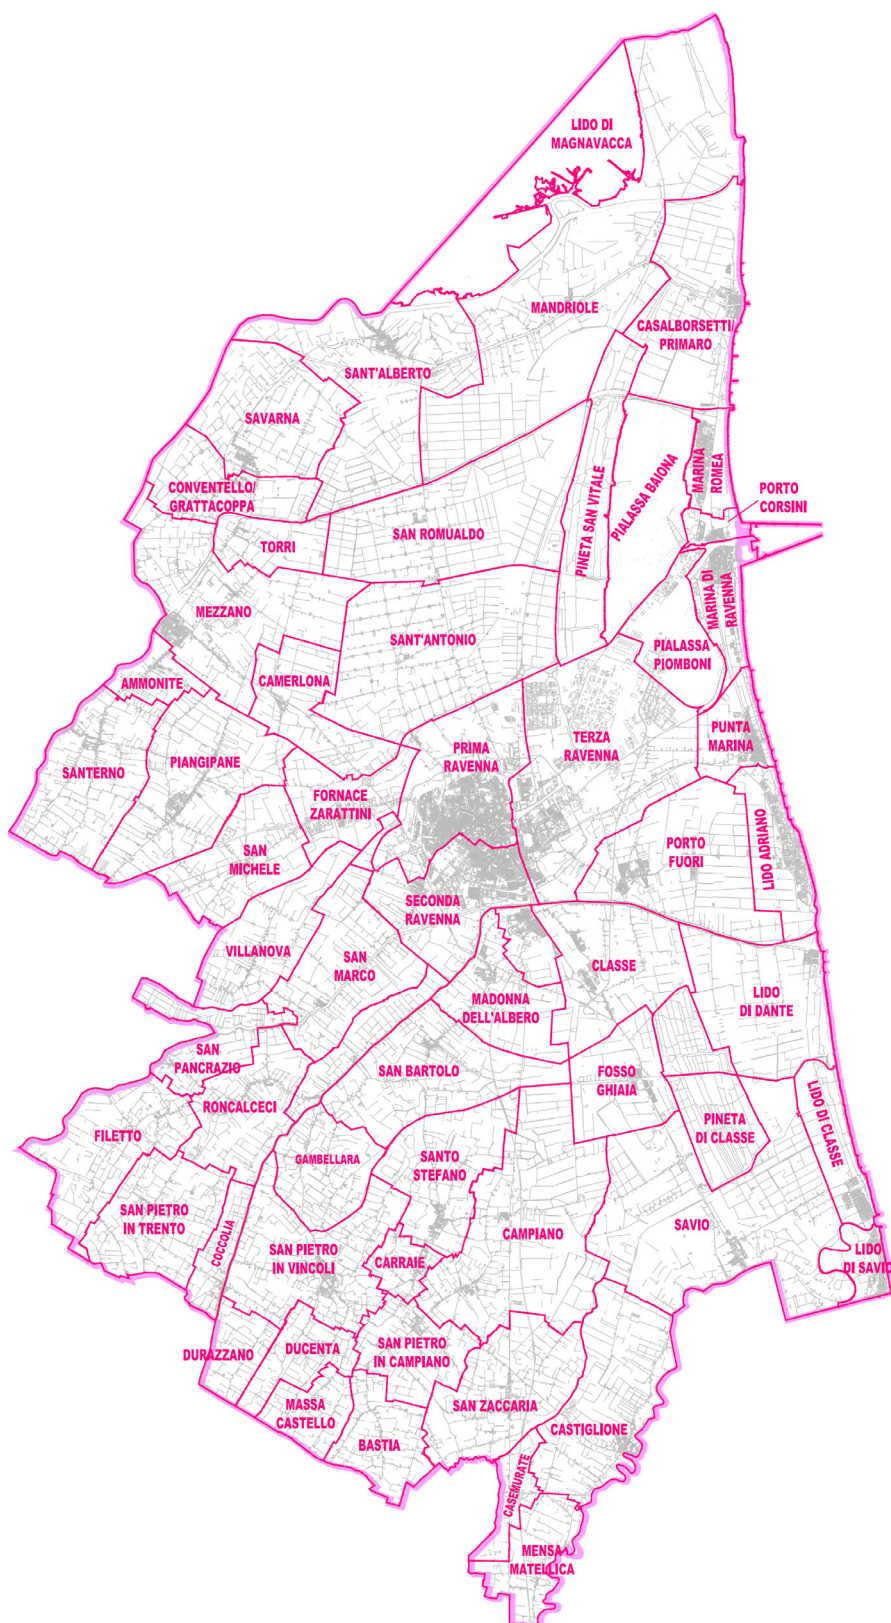 LIDO DI
MAGNAVACCA
MANDRIOLE
CASALBORSETTI/
PRIMARO
SANT'ALBERTO
SAVARNA
MARINA
ROMEA
PIALASSA BAIONA
PINETA SAN VITALE
CONVENTELLO/
GRATTACOPPA
PORTO
CORSINI
SAN ROMUALDO
TORRI
MARINA DI
RAVENNA
MEZZANO
SANT'ANTONIO
PIALASSA
PIOMBONI
AMMONITE
CAMERLONA
PUNTA
MARINA
TERZA
RAVENNA
PRIMA
RAVENNA
SANTERNO
PIANGIPANE
FORNACE
ZARATTINI
SAN
MICHELE
PORTO
FUORI
LIDO ADRIANO
SECONDA
RAVENNA
VILLANOVA
SAN
MARCO
CLASSE
LIDO
DI DANTE
MADONNA
DELL'ALBERO
SAN
PANCRAZIO
SAN BARTOLO
FOSSO
GHIAIA
RONCALCECI
LIDO DI CLASSE
PINETA
DI CLASSE
FILETTO
GAMBELLARA
SANTO
STEFANO
SAN PIETRO
IN TRENTO
COCCOLIA
SAVIO
CAMPIANO
SAN PIETRO
IN VINCOLI
CARRAIE
LIDO
DI SAVIO
DURAZZANO
DUCENTA
SAN PIETRO
IN CAMPIANO
MASSA
CASTELLO
SAN ZACCARIA
CASTIGLIONE
BASTIA
CASEMURATE
MENSA
MATELLICA